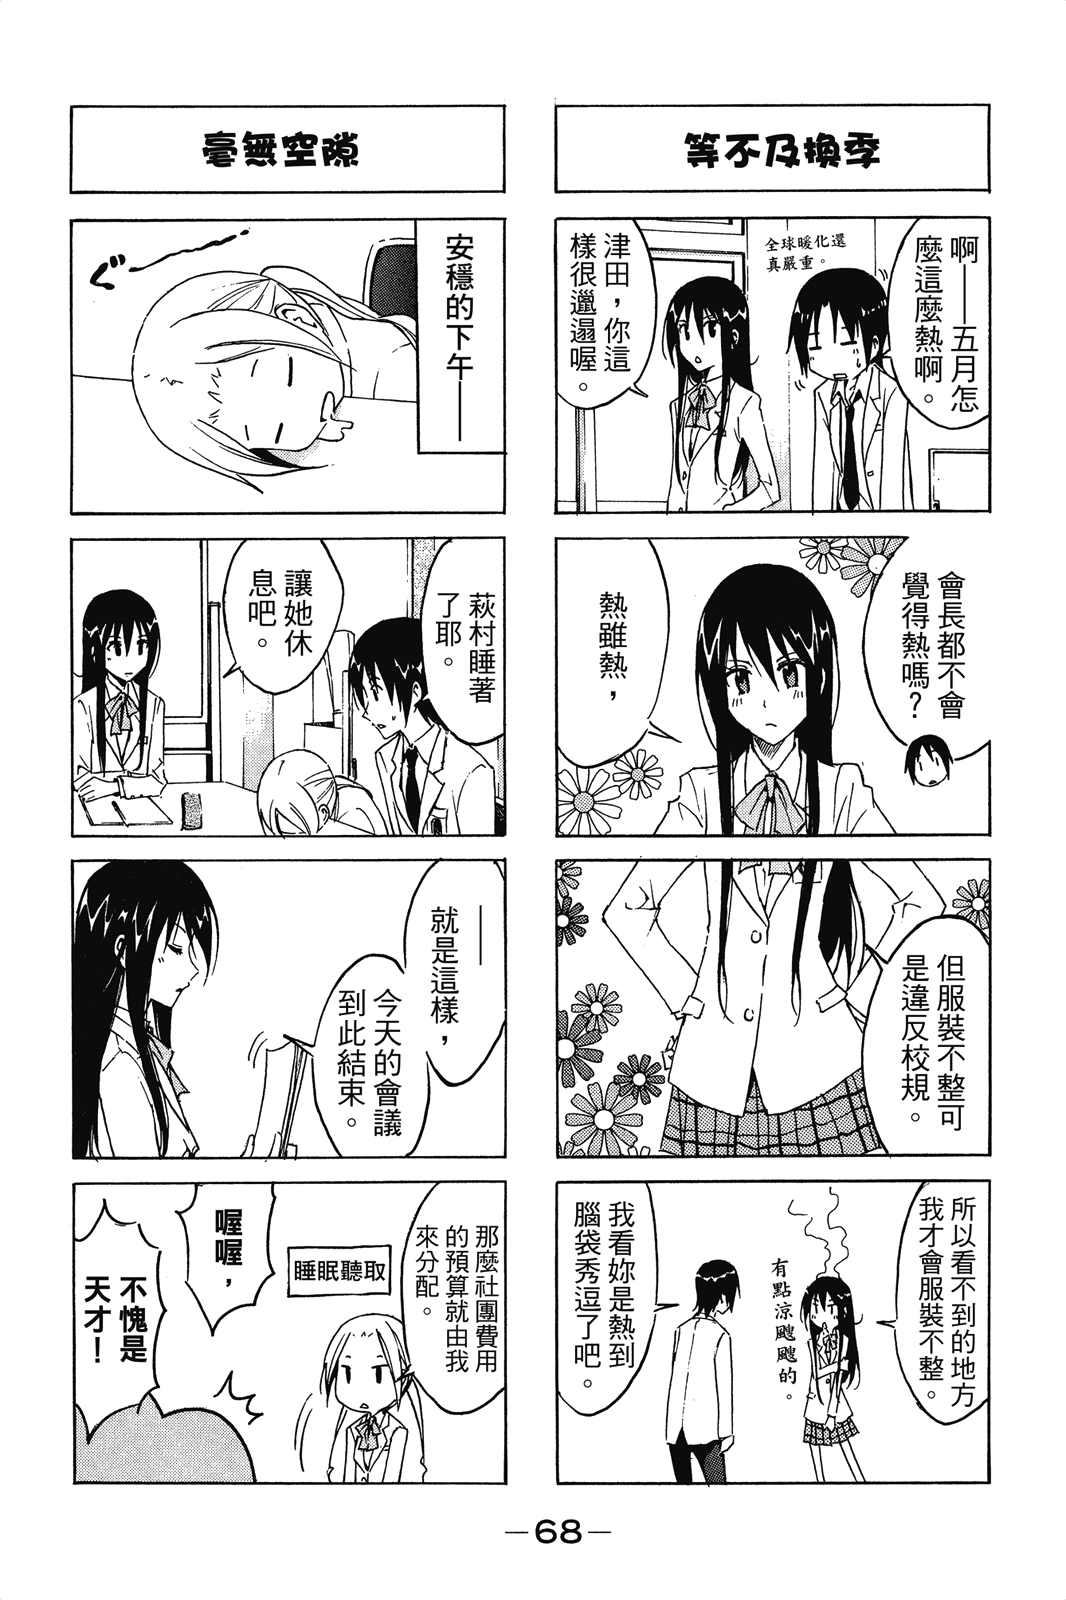 等不及換季
啊——五月怎
麼這麼熱啊。
全球暖化還
真嚴重。
津田，你這
樣很邋遢喔。
會長都不會
覺得熱嗎？
熱雖熱，
但服裝不整可
是違反校規。
所以看不到的地方
我才會服裝不整。
有點涼颼颼的。
我看妳是熱到
腦袋秀逗了吧。
毫無空隙
安穩的下午——
ぐ
萩村睡著
了耶。
讓她休
息吧。
——
就是這樣，
今天的會議
到此結束。
那麼社團費用
的預算就由我
來分配。
睡眠聽取
喔喔，
不愧是
天才！
—68—